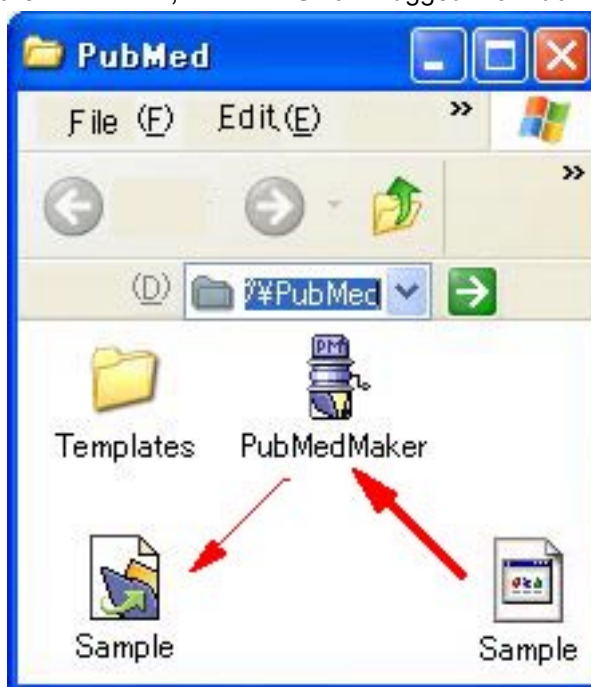 PubMed
File (F) Edit (E) »
»
(D) ¥PubMed
PM
Templates PubMedMaker
Sample Sample